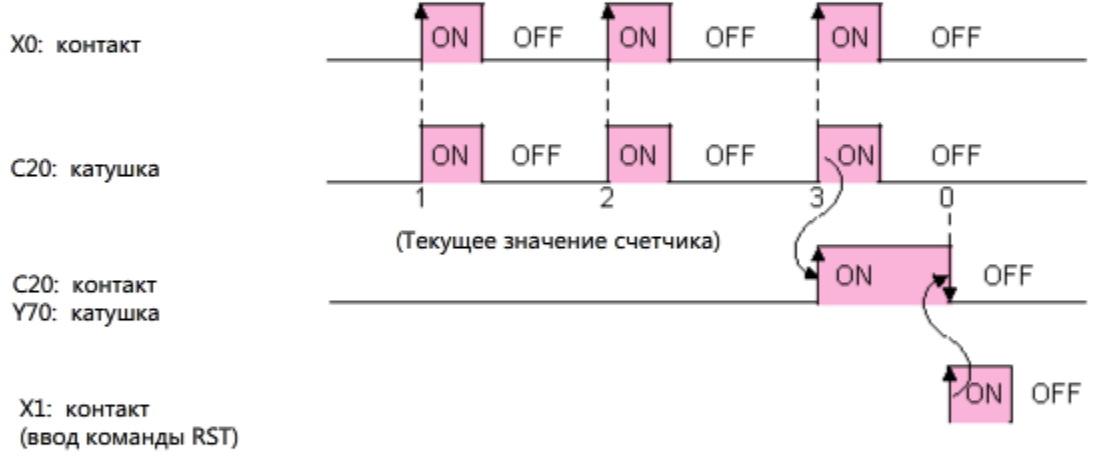 X0: контакт ON OFF ON OFF ON OFF
C20: катушка ON OFF ON OFF ON OFF
1 2 3 0
(Текущее значение счетчика)
C20: контакт ON OFF
Y70: катушка
X1: контакт ON OFF
(ввод команды RST)